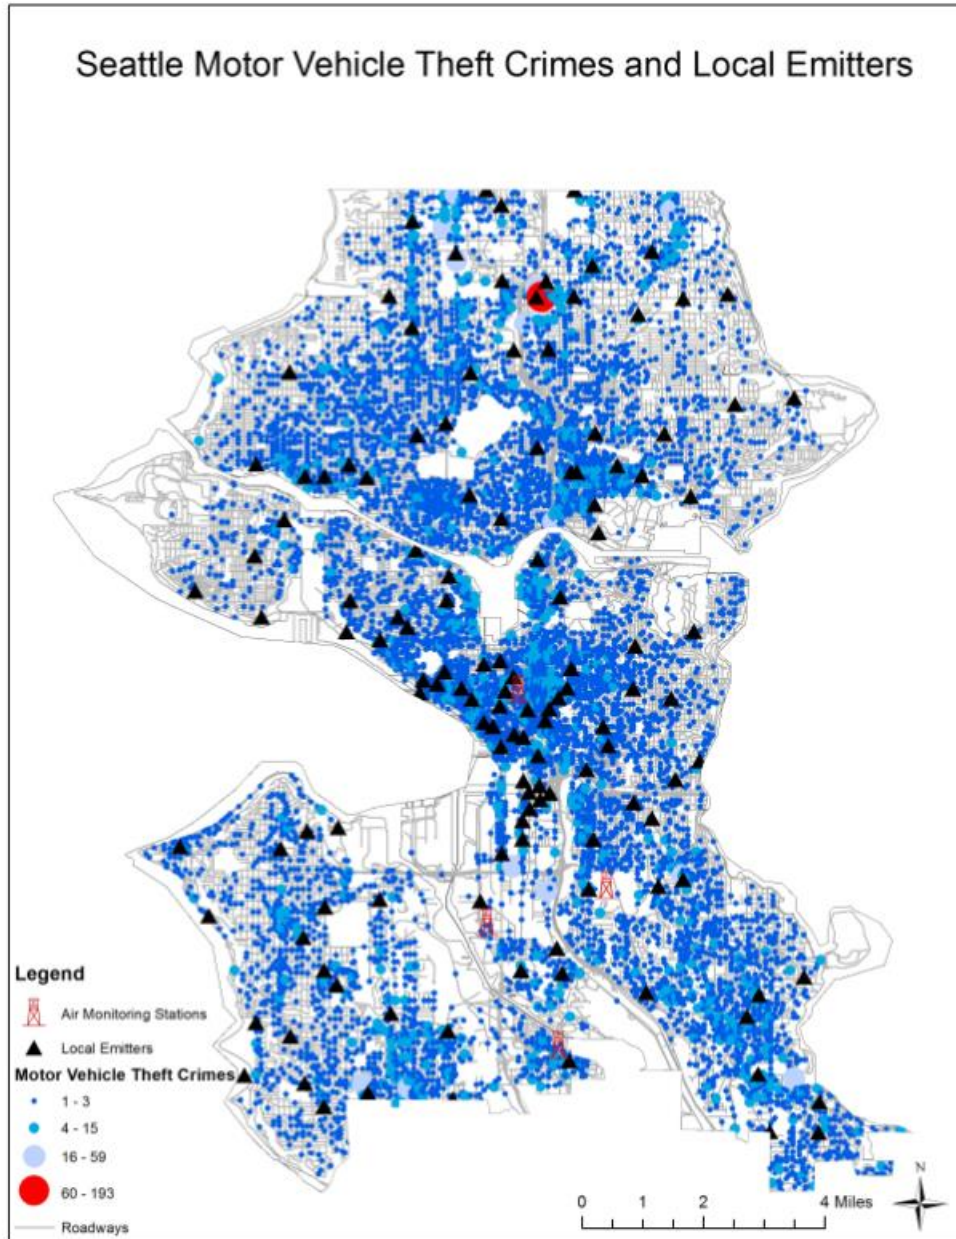 Seattle Motor Vehicle Theft Crimes and Local Emitters
Legend
Air Monitoring Stations
Local Emitters
Motor Vehicle Theft Crimes
1 - 3
4 - 15
16 - 59
60 - 193
Roadways
N
0 1 2 4 Miles